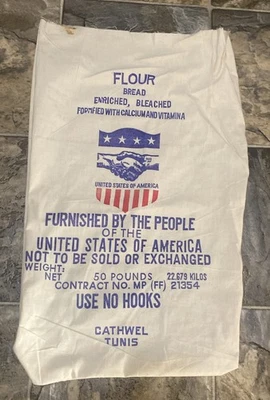 FLOUR
BREAD
ENRICHED, BLEACHED
FORTIFIED WITH CALCIUM AND VITAMIN A
UNITED STATES OF AMERICA
FURNISHED BY THE PEOPLE
OF THE
UNITED STATES OF AMERICA
NOT TO BE SOLD OR EXCHANGED
WEIGHT:
NET 50 POUNDS 22.679 KILOS
CONTRACT NO. MP (FF) 21354
USE NO HOOKS
CATHWEL
TUNIS